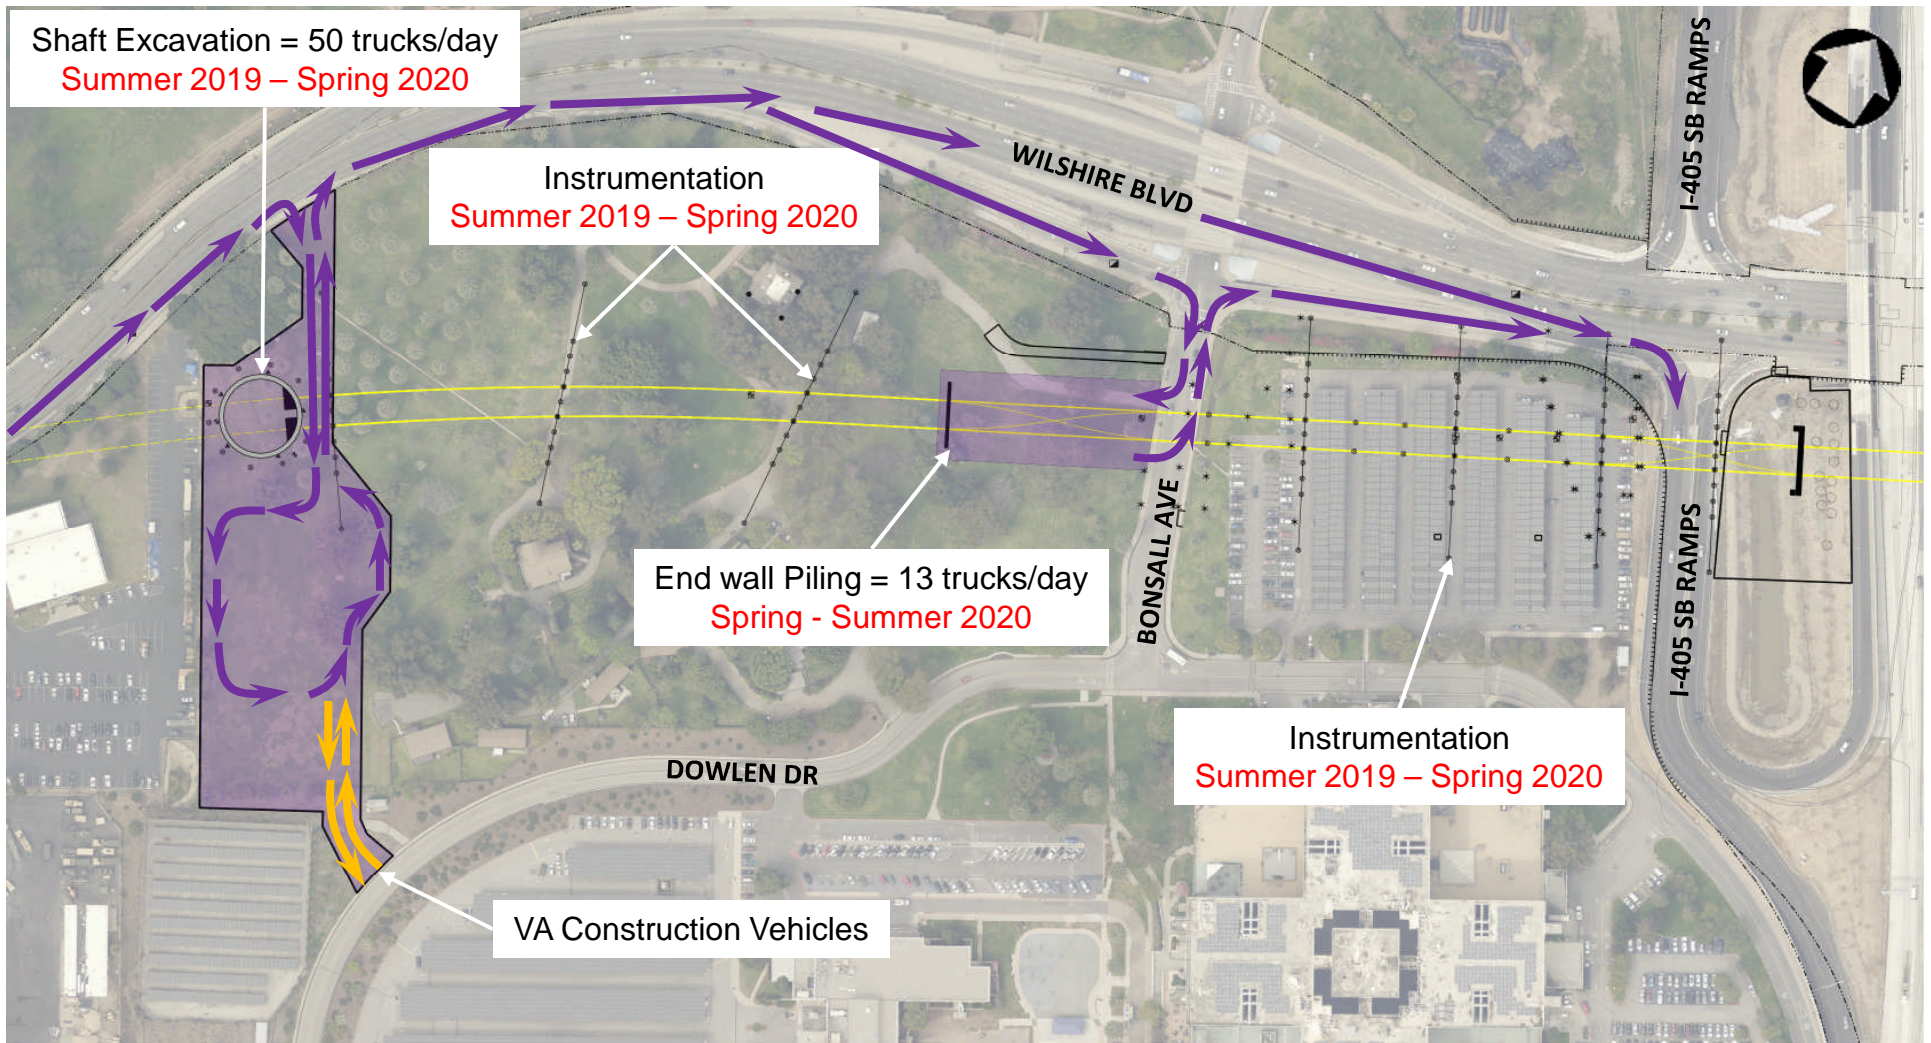 Shaft Excavation = 50 trucks/day
Summer 2019 – Spring 2020
Instrumentation
Summer 2019 – Spring 2020
WILSHIRE BLVD
I-405 SB RAMPS
End wall Piling = 13 trucks/day
Spring - Summer 2020
BONSALL AVE
I-405 SB RAMPS
Instrumentation
Summer 2019 – Spring 2020
DOWLEN DR
VA Construction Vehicles